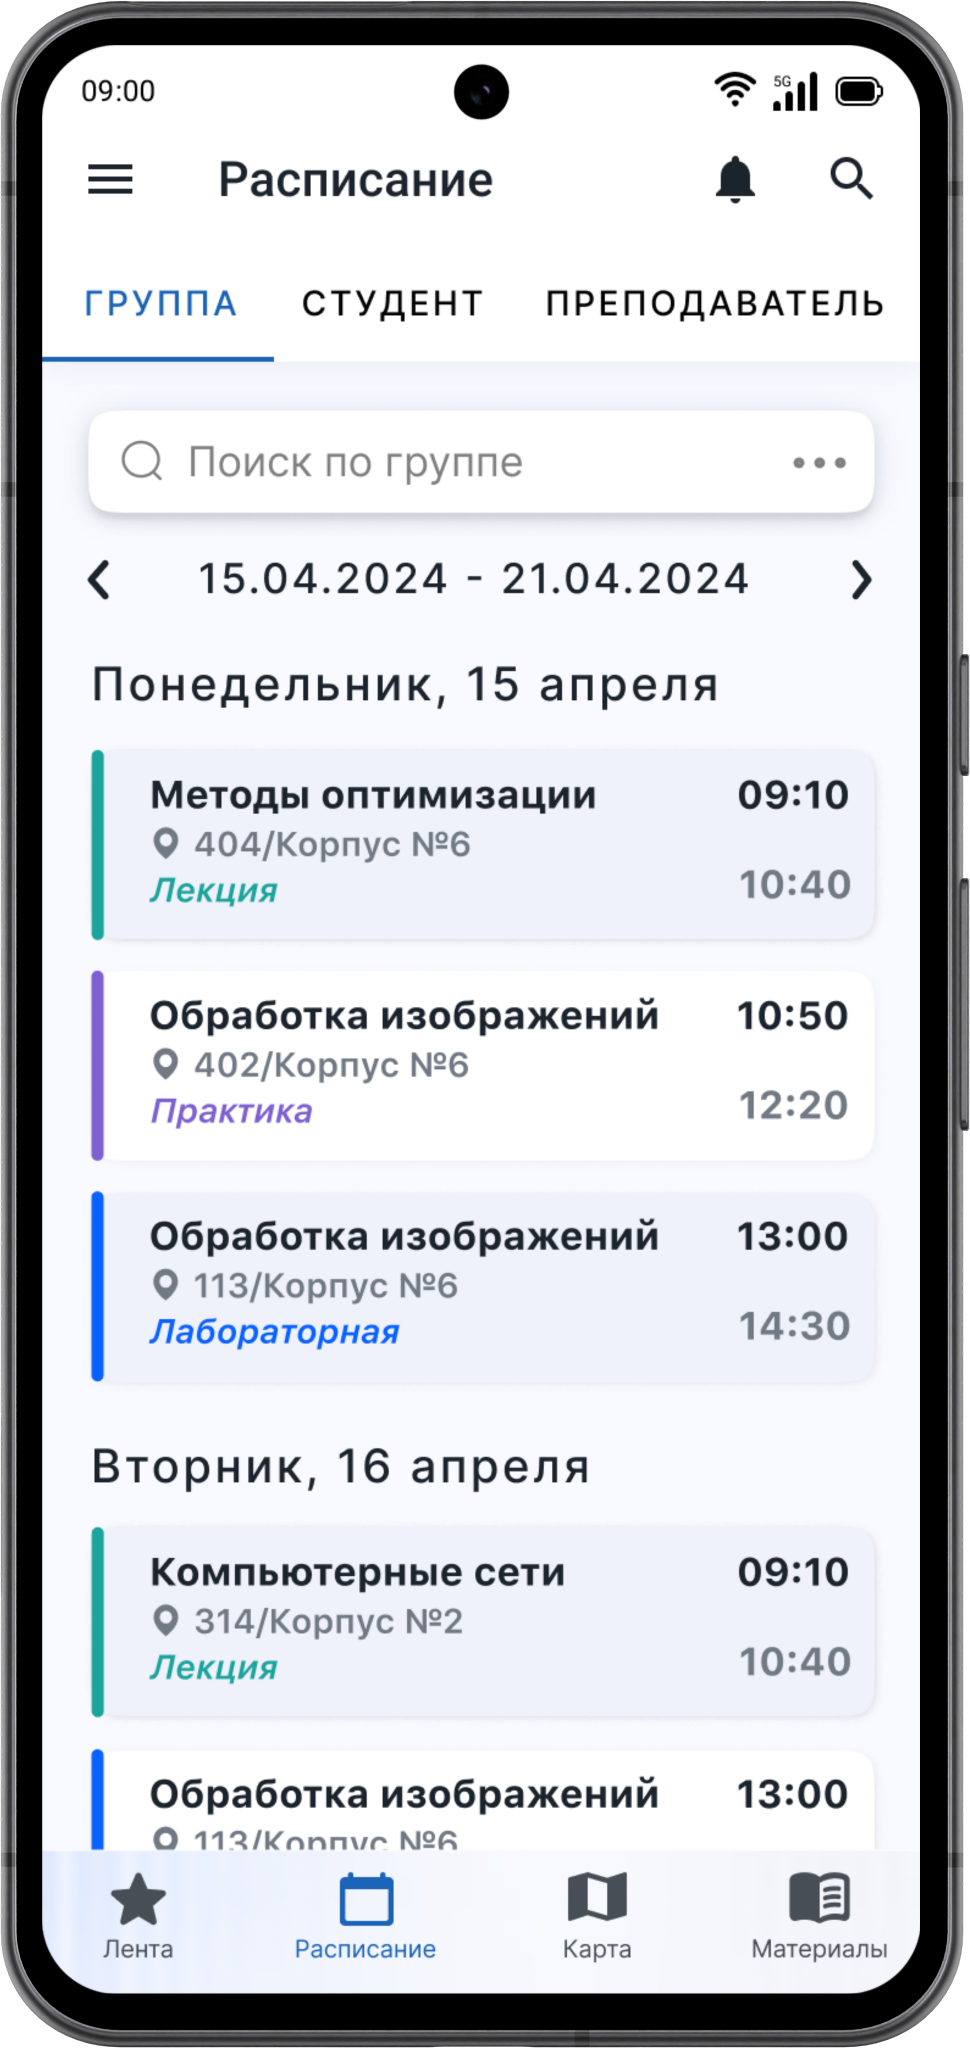 09:00
5G
Расписание
ГРУППА СТУДЕНТ ПРЕПОДАВАТЕЛЬ
Поиск по группе
15.04.2024 - 21.04.2024
Понедельник, 15 апреля
Методы оптимизации 09:10
404/Корпус №6
Лекция 10:40
Обработка изображений 10:50
402/Корпус №6
Практика 12:20
Обработка изображений 13:00
113/Корпус №6
Лабораторная 14:30
Вторник, 16 апреля
Компьютерные сети 09:10
314/Корпус №2
Лекция 10:40
Обработка изображений 13:00
113/Корпус №6
Лента Расписание Карта Материалы